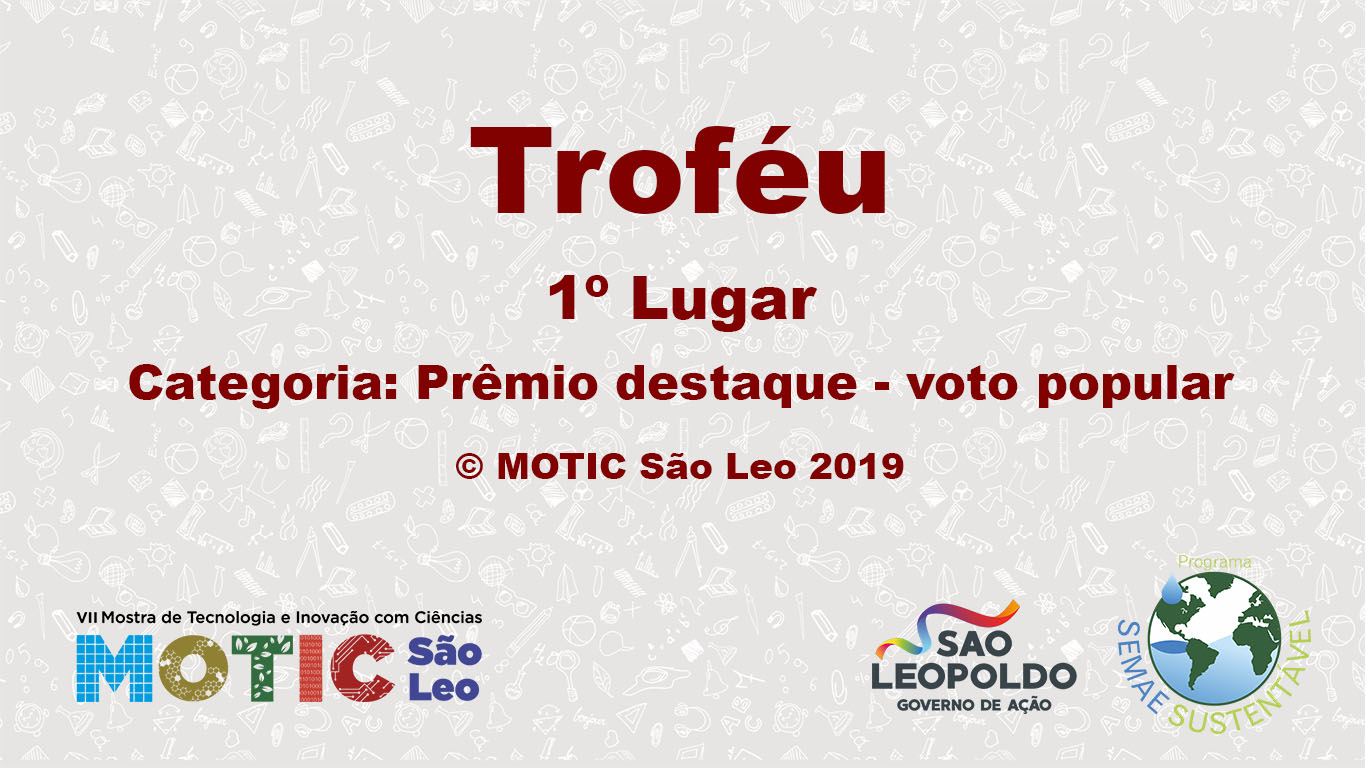 Troféu
1º Lugar
Categoria: Prêmio destaque - voto popular
© MOTIC São Leo 2019
VII Mostra de Tecnologia e Inovação com Ciências
MOTIC São
Leo
SAO
LEOPOLDO
GOVERNO DE AÇÃO
Programa
SEMAE SUSTENTÁVEL